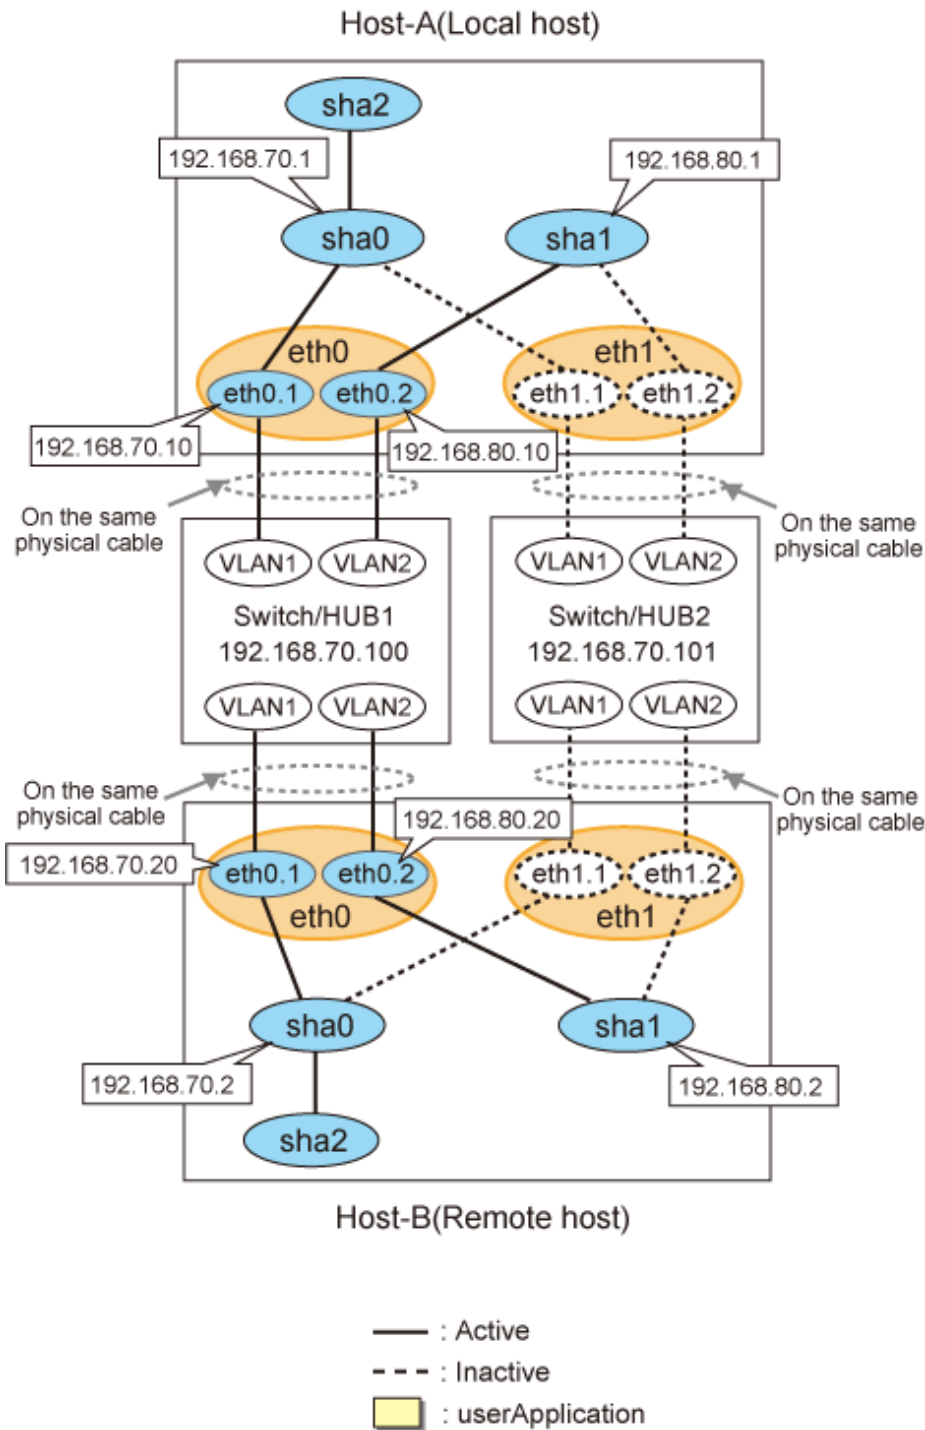 Host-A(Local host)
sha2
192.168.70.1
192.168.80.1
sha0
sha1
eth0
eth1
eth0.1
eth0.2
eth1.1
eth1.2
192.168.70.10
192.168.80.10
On the same
physical cable
On the same
physical cable
VLAN1
VLAN2
VLAN1
VLAN2
Switch/HUB1
192.168.70.100
Switch/HUB2
192.168.70.101
VLAN1
VLAN2
VLAN1
VLAN2
On the same
physical cable
On the same
physical cable
192.168.80.20
192.168.70.20
eth0.1
eth0.2
eth1.1
eth1.2
eth0
eth1
sha0
sha1
192.168.70.2
192.168.80.2
sha2
Host-B(Remote host)
: Active
: Inactive
: userApplication